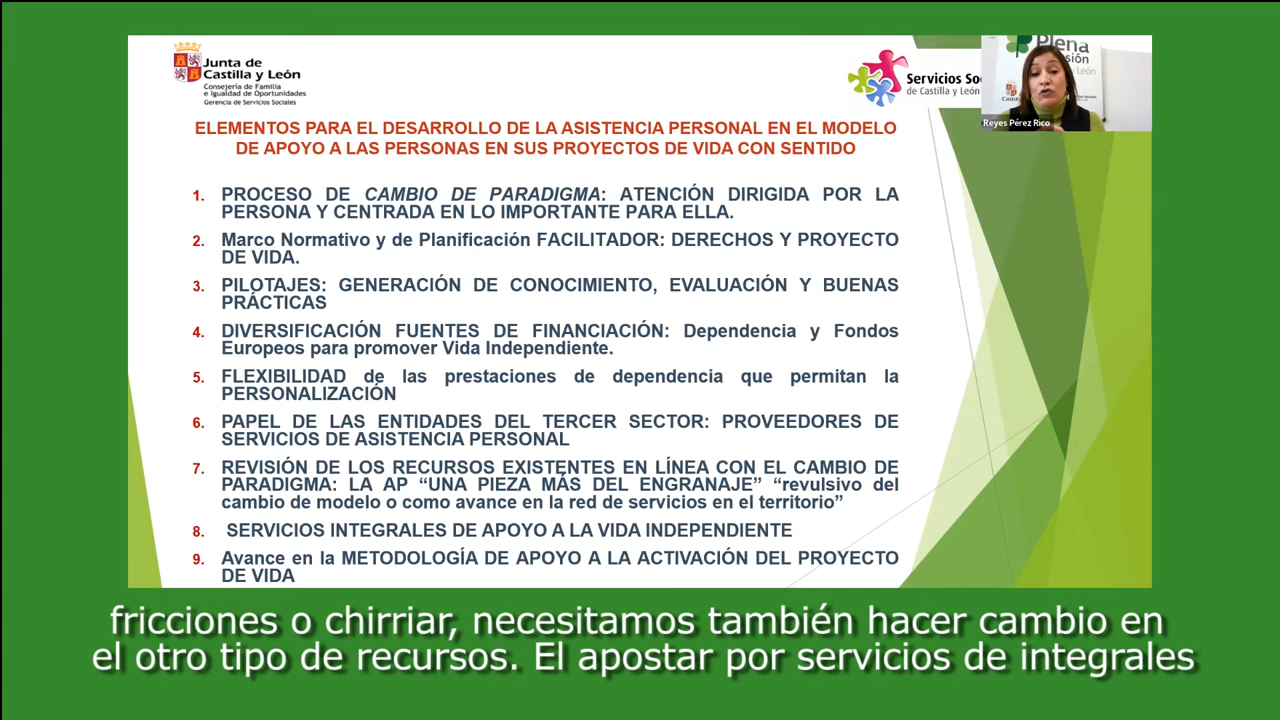 Junta de
Castilla y León
Consejería de Familia
e Igualdad de Oportunidades
Gerencia de Servicios Sociales
Servicios So
de Castilla y León
Plena
León
Reyes Pérez Rico
ELEMENTOS PARA EL DESARROLLO DE LA ASISTENCIA PERSONAL EN EL MODELO
DE APOYO A LAS PERSONAS EN SUS PROYECTOS DE VIDA CON SENTIDO
1. PROCESO DE CAMBIO DE PARADIGMA: ATENCIÓN DIRIGIDA POR LA
PERSONA Y CENTRADA EN LO IMPORTANTE PARA ELLA.
2. Marco Normativo y de Planificación FACILITADOR: DERECHOS Y PROYECTO
DE VIDA.
3. PILOTAJES: GENERACIÓN DE CONOCIMIENTO, EVALUACIÓN Y BUENAS
PRÁCTICAS
4. DIVERSIFICACIÓN FUENTES DE FINANCIACIÓN: Dependencia y Fondos
Europeos para promover Vida Independiente.
5. FLEXIBILIDAD de las prestaciones de dependencia que permitan la
PERSONALIZACIÓN
6. PAPEL DE LAS ENTIDADES DEL TERCER SECTOR: PROVEEDORES DE
SERVICIOS DE ASISTENCIA PERSONAL
7. REVISIÓN DE LOS RECURSOS EXISTENTES EN LÍNEA CON EL CAMBIO DE
PARADIGMA: LA AP “UNA PIEZA MÁS DEL ENGRANAJE” “revulsivo del
cambio de modelo o como avance en la red de servicios en el territorio”
8. SERVICIOS INTEGRALES DE APOYO A LA VIDA INDEPENDIENTE
9. Avance en la METODOLOGÍA DE APOYO A LA ACTIVACIÓN DEL PROYECTO
DE VIDA
fricciones o chirriar, necesitamos también hacer cambio en
el otro tipo de recursos. El apostar por servicios de integrales